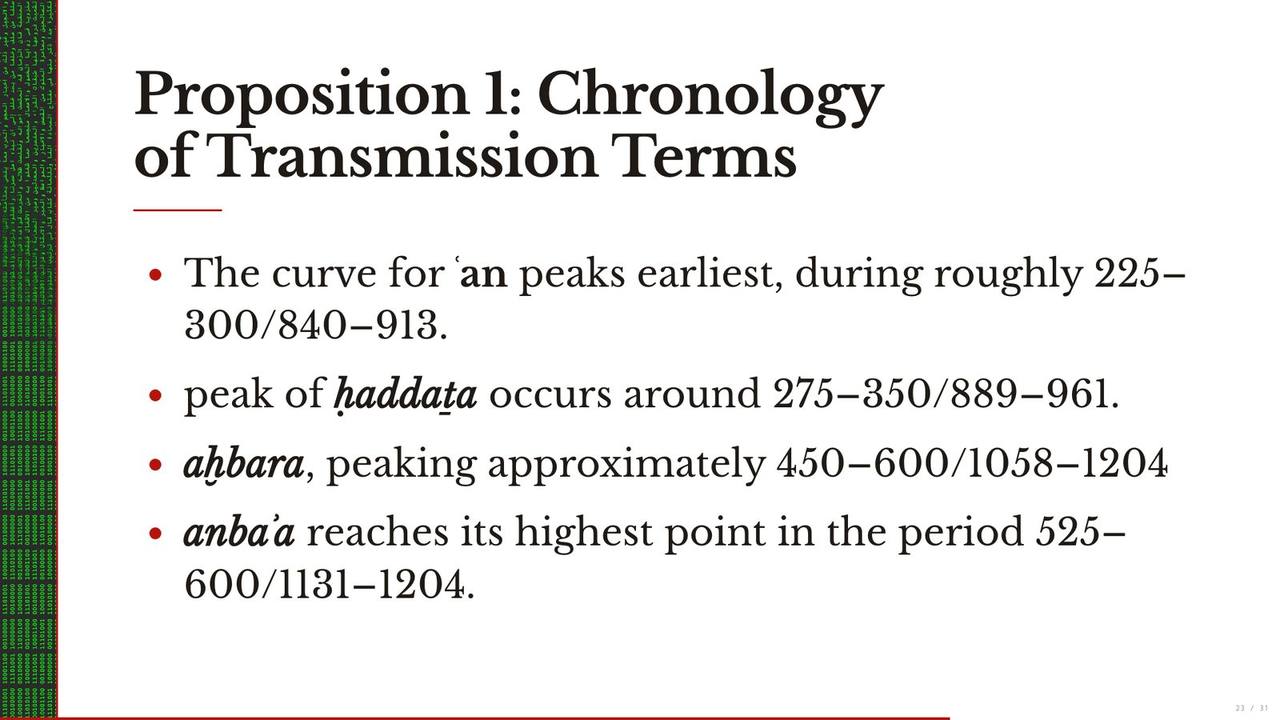 Proposition 1: Chronology
of Transmission Terms
• The curve for ʿan peaks earliest, during roughly 225–
300/840–913.
• peak of ḥaddaṯa occurs around 275–350/889–961.
• aḫbara, peaking approximately 450–600/1058–1204
• anbaʾa reaches its highest point in the period 525–
600/1131–1204.
23 / 31